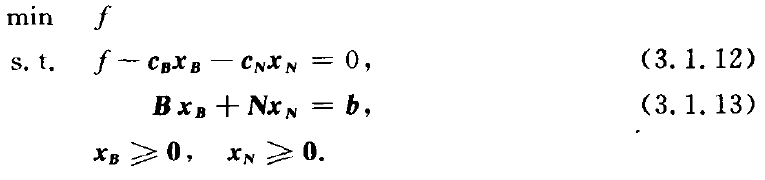 min f
s. t. f − c_B x_B − c_N x_N = 0, (3.1.12)
B x_B + N x_N = b, (3.1.13)
x_B ⩾ 0, x_N ⩾ 0.